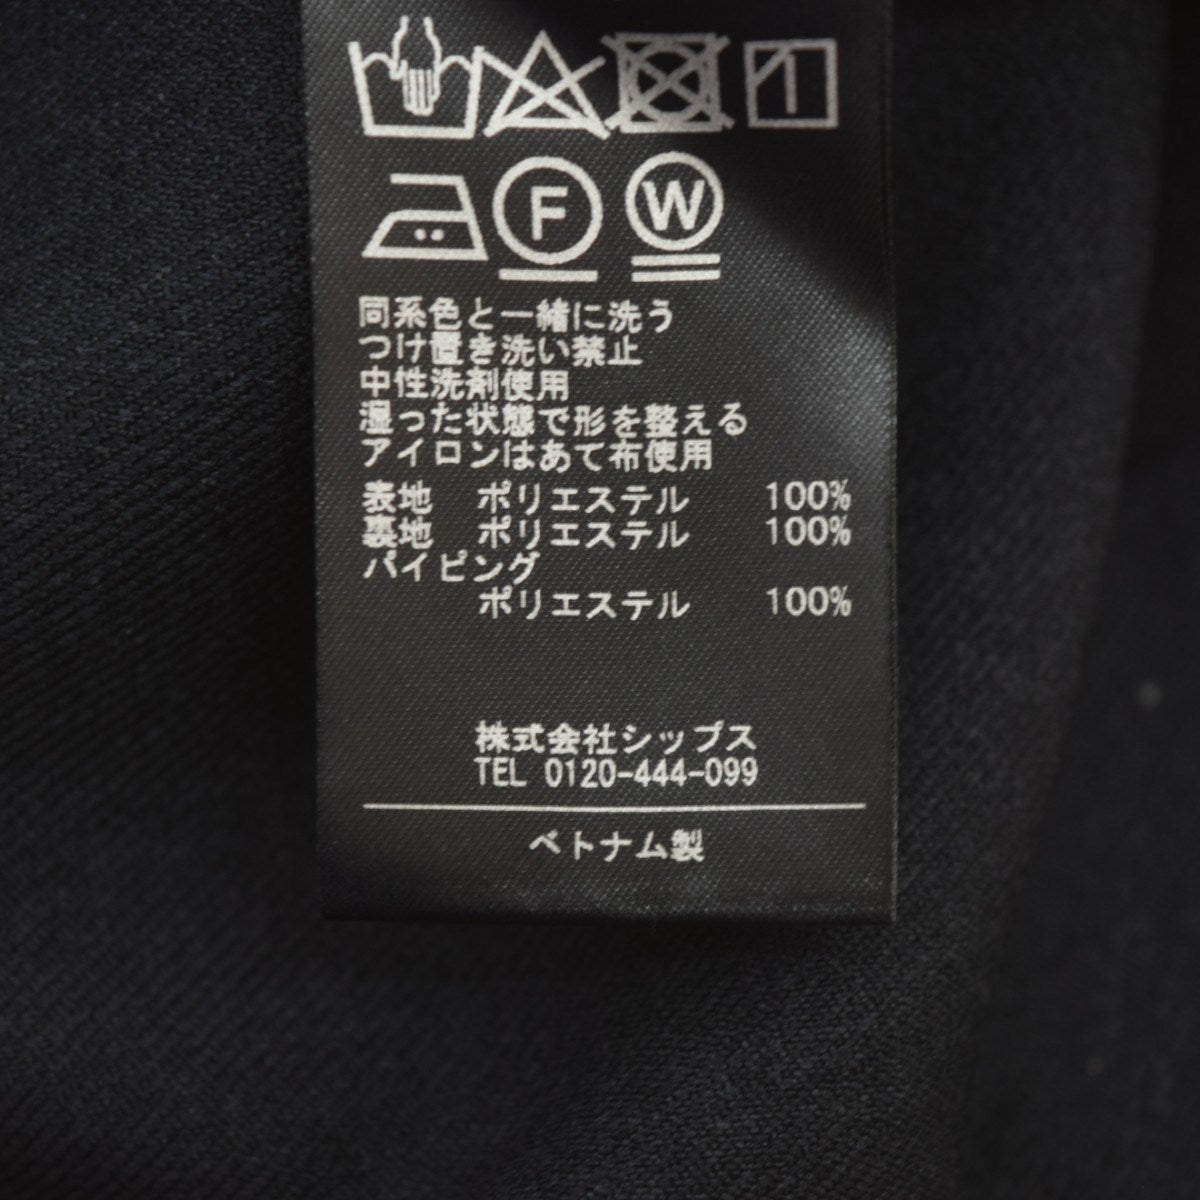 F W
同系色と一緒に洗う
つけ置き洗い禁止
中性洗剤使用
湿った状態で形を整える
アイロンはあて布使用
表地 ポリエステル 100%
裏地 ポリエステル 100%
パイピング
ポリエステル 100%
株式会社シップス
TEL 0120-444-099
ベトナム製